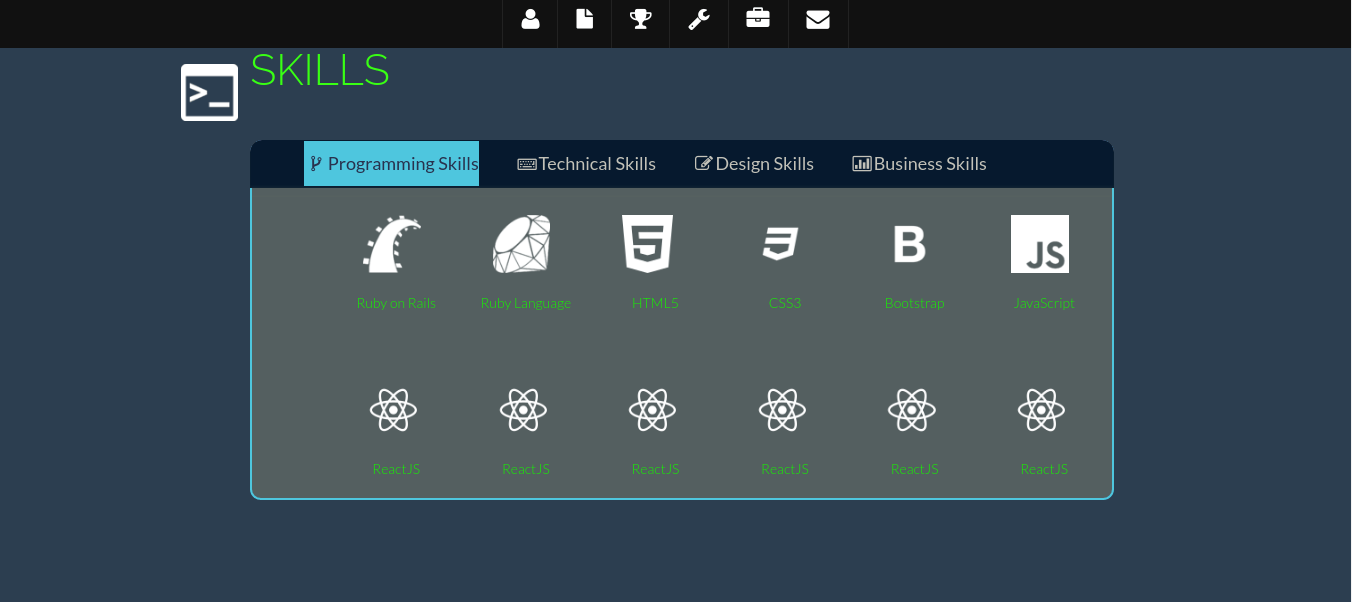 SKILLS
Programming Skills Technical Skills Design Skills Business Skills
JS
Ruby on Rails Ruby Language HTML5 CSS3 Bootstrap JavaScript
ReactJS ReactJS ReactJS ReactJS ReactJS ReactJS